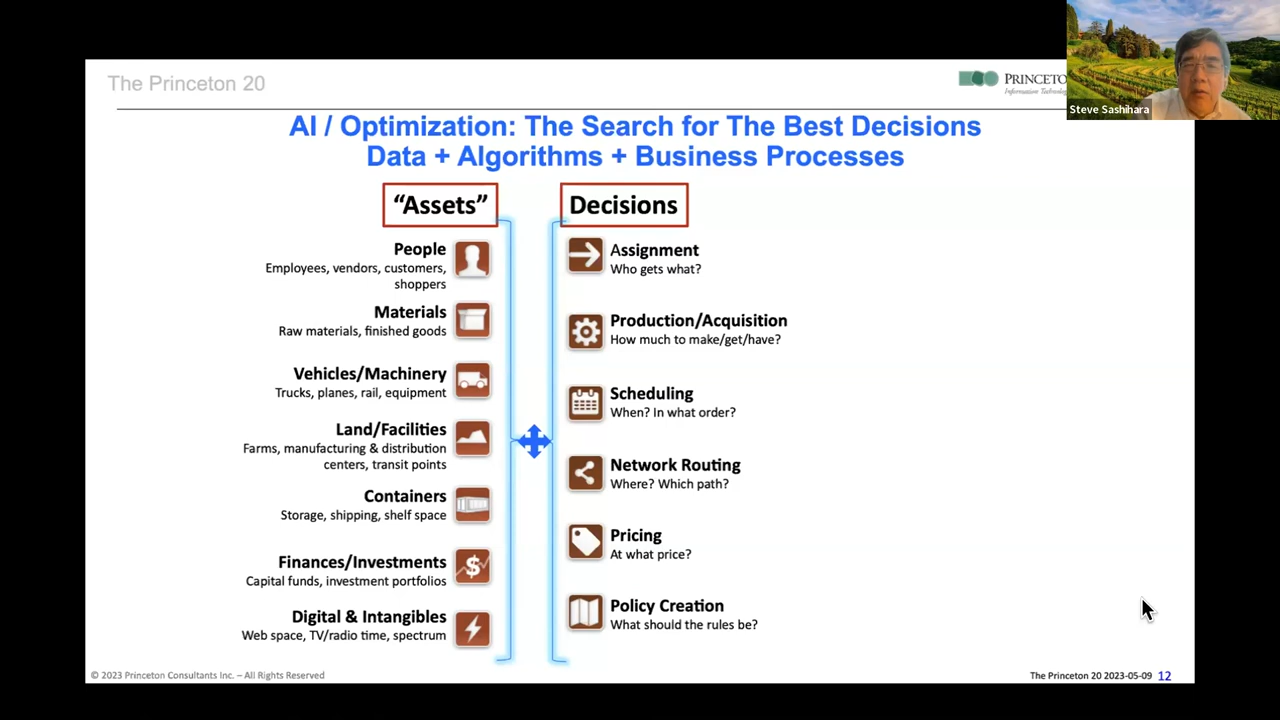 The Princeton 20
PRINCETO
Information Technolog
Steve Sashihara
AI / Optimization: The Search for The Best Decisions
Data + Algorithms + Business Processes
“Assets”
People
Employees, vendors, customers,
shoppers
Materials
Raw materials, finished goods
Vehicles/Machinery
Trucks, planes, rail, equipment
Land/Facilities
Farms, manufacturing & distribution
centers, transit points
Containers
Storage, shipping, shelf space
Finances/Investments
Capital funds, investment portfolios
Digital & Intangibles
Web space, TV/radio time, spectrum
Decisions
Assignment
Who gets what?
Production/Acquisition
How much to make/get/have?
Scheduling
When? In what order?
Network Routing
Where? Which path?
Pricing
At what price?
Policy Creation
What should the rules be?
© 2023 Princeton Consultants Inc. – All Rights Reserved
The Princeton 20 2023-05-09 12